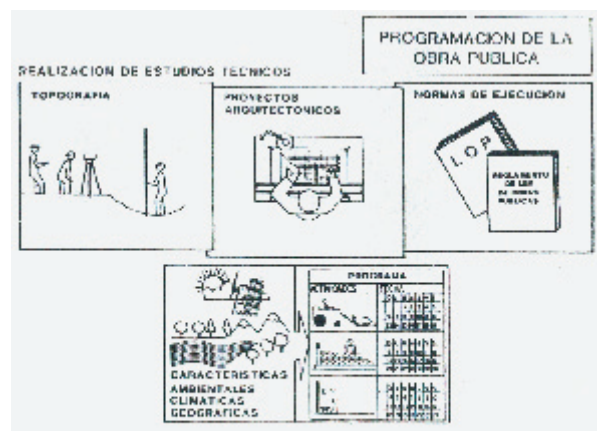 PROGRAMACION DE LA
OBRA PUBLICA
REALIZACION DE ESTUDIOS TECNICOS
TOPOGRAFIA
PROYECTOS
ARQUITECTONICOS
NORMAS DE EJECUCION
L.O.P.
REGLAMENTO
DE LEY
PUBLICAS
PROGRAMA
ACTIVIDADES FECHA
CARACTERISTICAS
AMBIENTALES
CLIMATICAS
GEOGRAFICAS